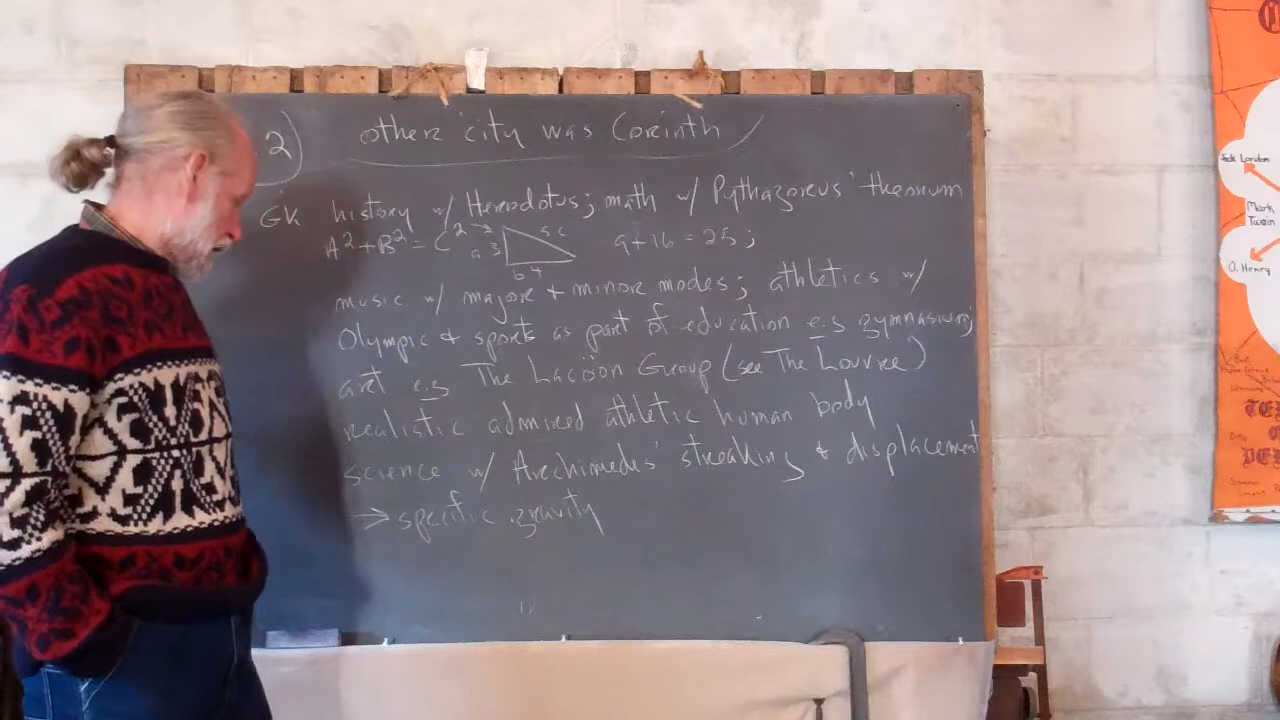 2) other city was Corinth
Gk history w/ Herodotus; math w/ Pythagoreus' theorum
A²+B²=C² → a 3 5 c b 4 9+16=25;
music w/ major + minor modes; athletics w/
Olympic & sports as part of education e.g gymnasium;
art e.g The Lacöon Group (see The Louvre)
realistic admired athletic human body
science w/ Archimedes' streaking & displacement
→ specific gravity
Jack London
Mark
Twain
O. Henry